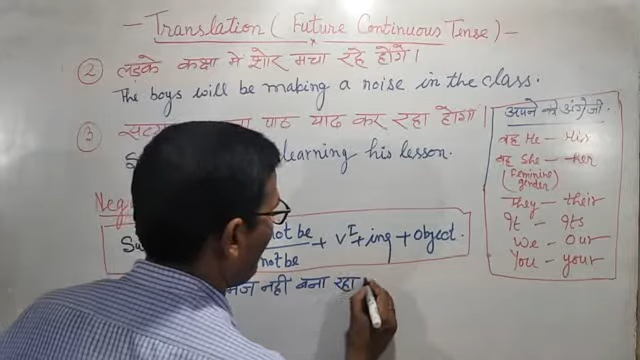 — Translation ( Future Continuous Tense ) —
② लड़के कक्षा में शोर मचा रहे होंगे।
The boys will be making a noise in the class.
③ पाठ याद कर रहा होगा।
learning his lesson.
Neg
not be + V I + ing + Object.
not be
नहीं बना रहा
अपने का अंग्रेजी
वह He — His
वह She — Her
(Feminine gender)
They — their
It — Its
We — Our
You — your